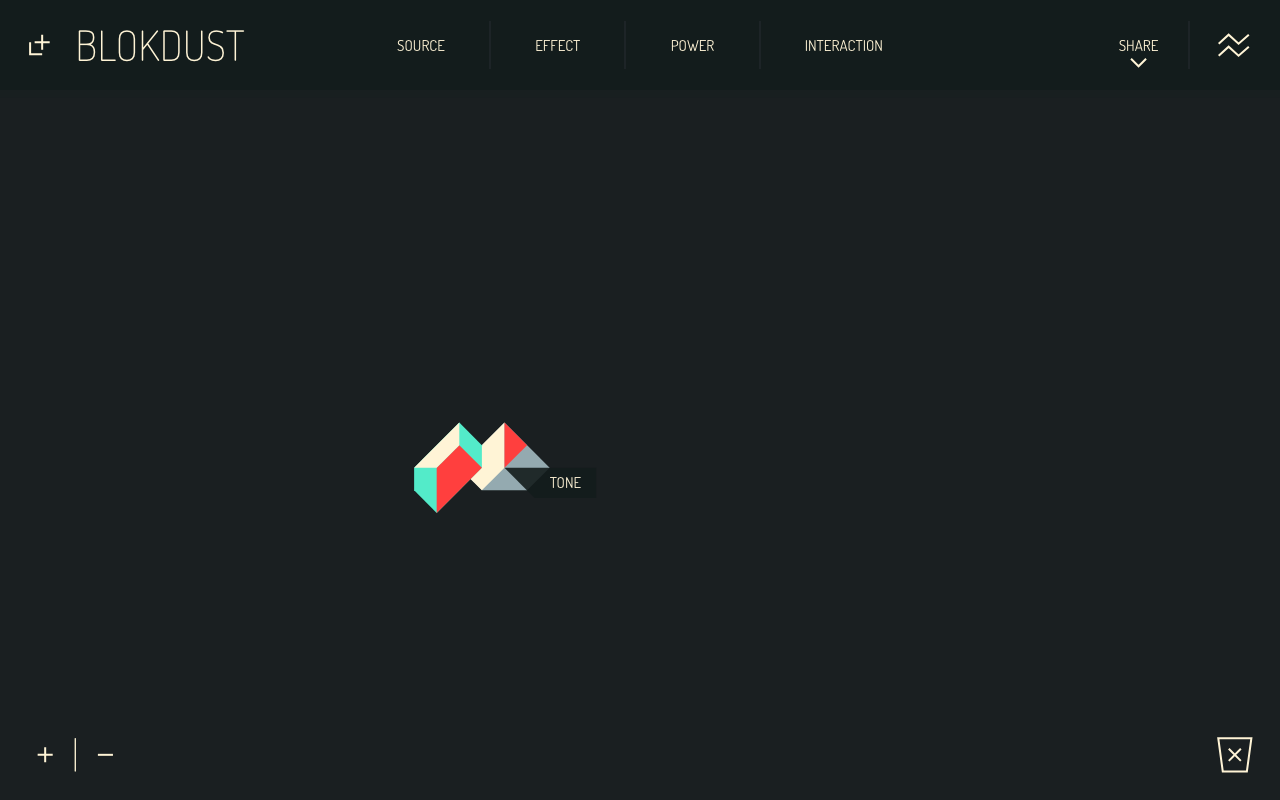 BLOKDUST
SOURCE
EFFECT
POWER
INTERACTION
SHARE
TONE